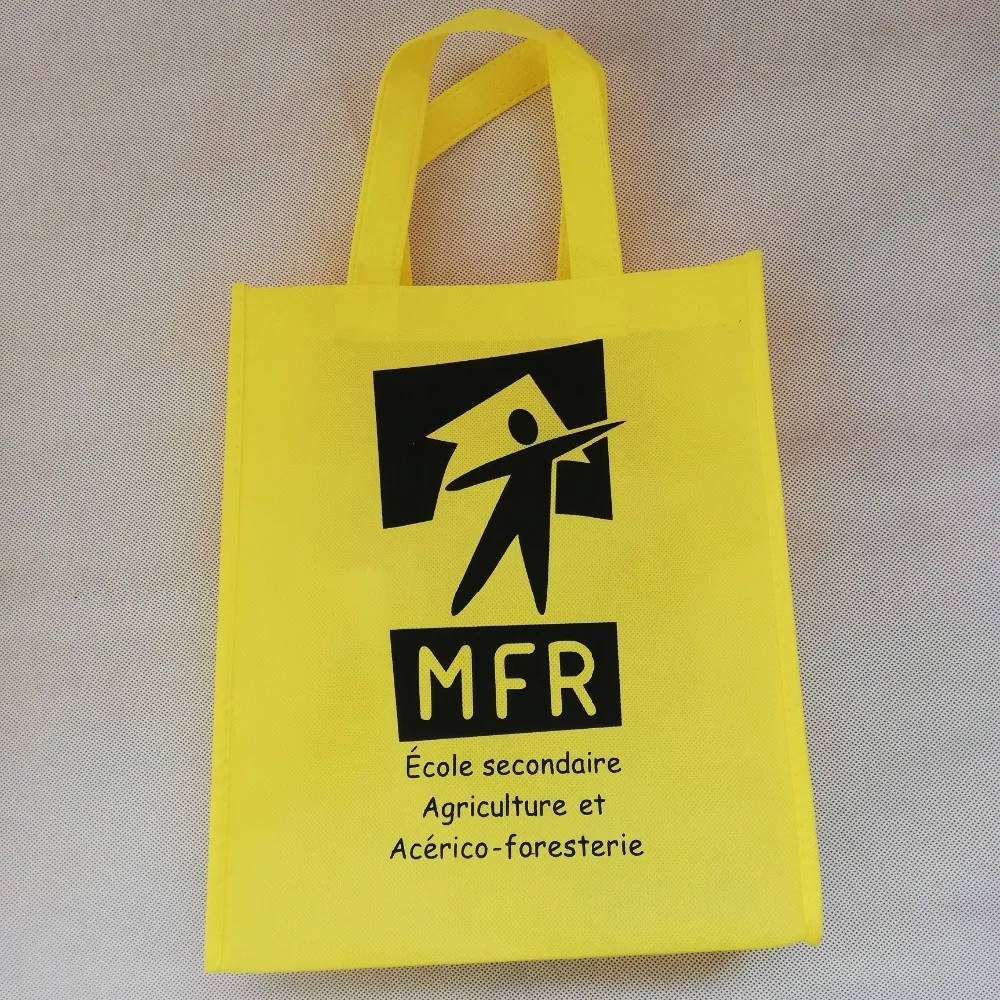 MFR
École secondaire
Agriculture et
Acérico-foresterie